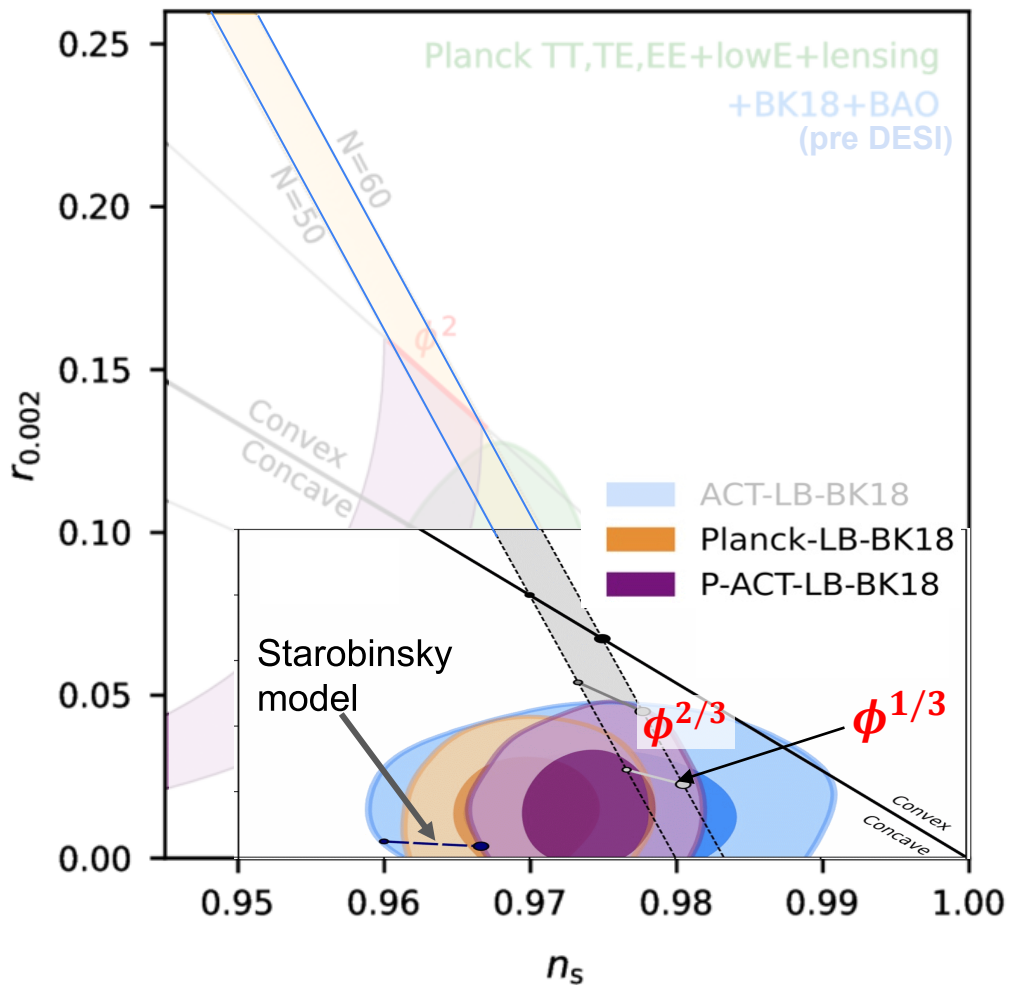 0.25
0.20
0.15
0.10
0.05
0.00
r0.002
Planck TT,TE,EE+lowE+lensing
+BK18+BAO
(pre DESI)
N=60
N=50
ϕ²
Convex
Concave
ACT-LB-BK18
Planck-LB-BK18
P-ACT-LB-BK18
Starobinsky
model
ϕ^2/3
ϕ^1/3
Convex
Concave
0.95 0.96 0.97 0.98 0.99 1.00
ns